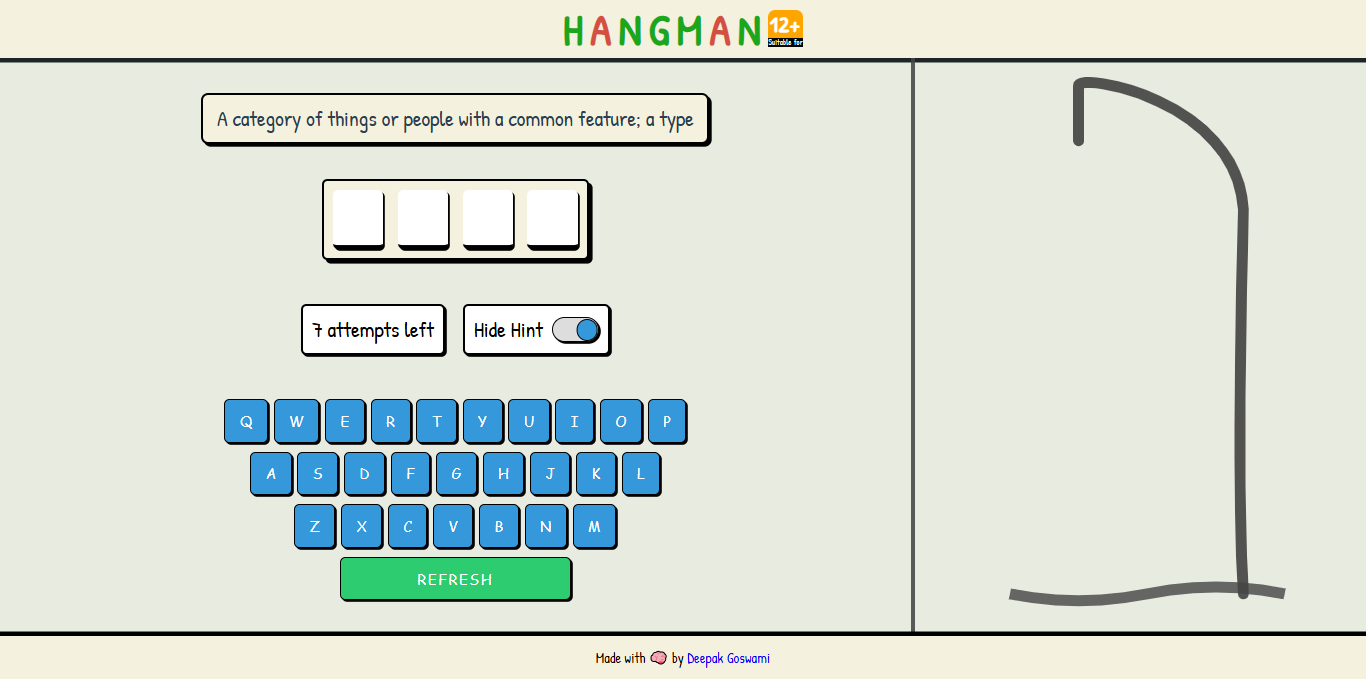 HANGMAN 12+
Suitable for
A category of things or people with a common feature; a type
7 attempts left Hide Hint
Q W E R T Y U I O P
A S D F G H J K L
Z X C V B N M
REFRESH
Made with 🧠 by Deepak Goswami